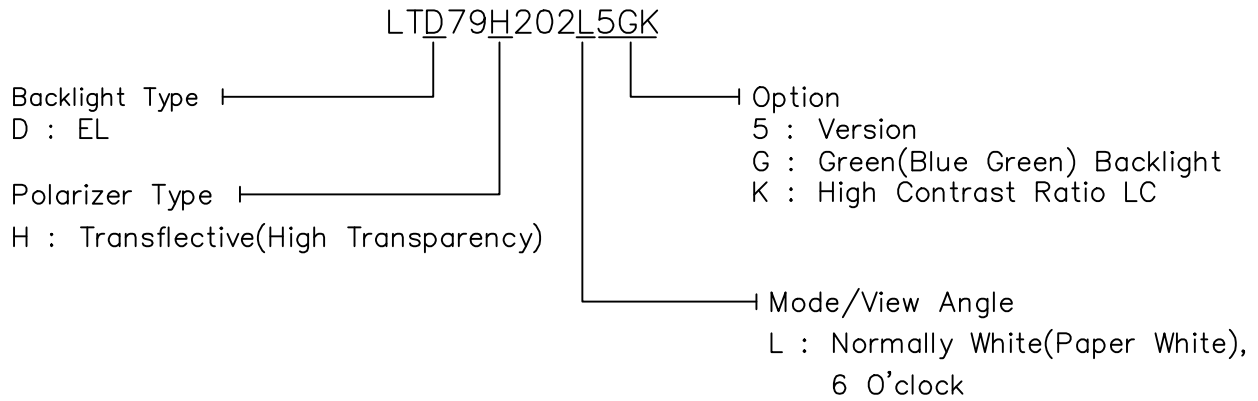 LTD79H202L5GK
Backlight Type
D : EL
Option
5 : Version
G : Green(Blue Green) Backlight
K : High Contrast Ratio LC
Polarizer Type
H : Transflective(High Transparency)
Mode/View Angle
L : Normally White(Paper White),
6 O'clock